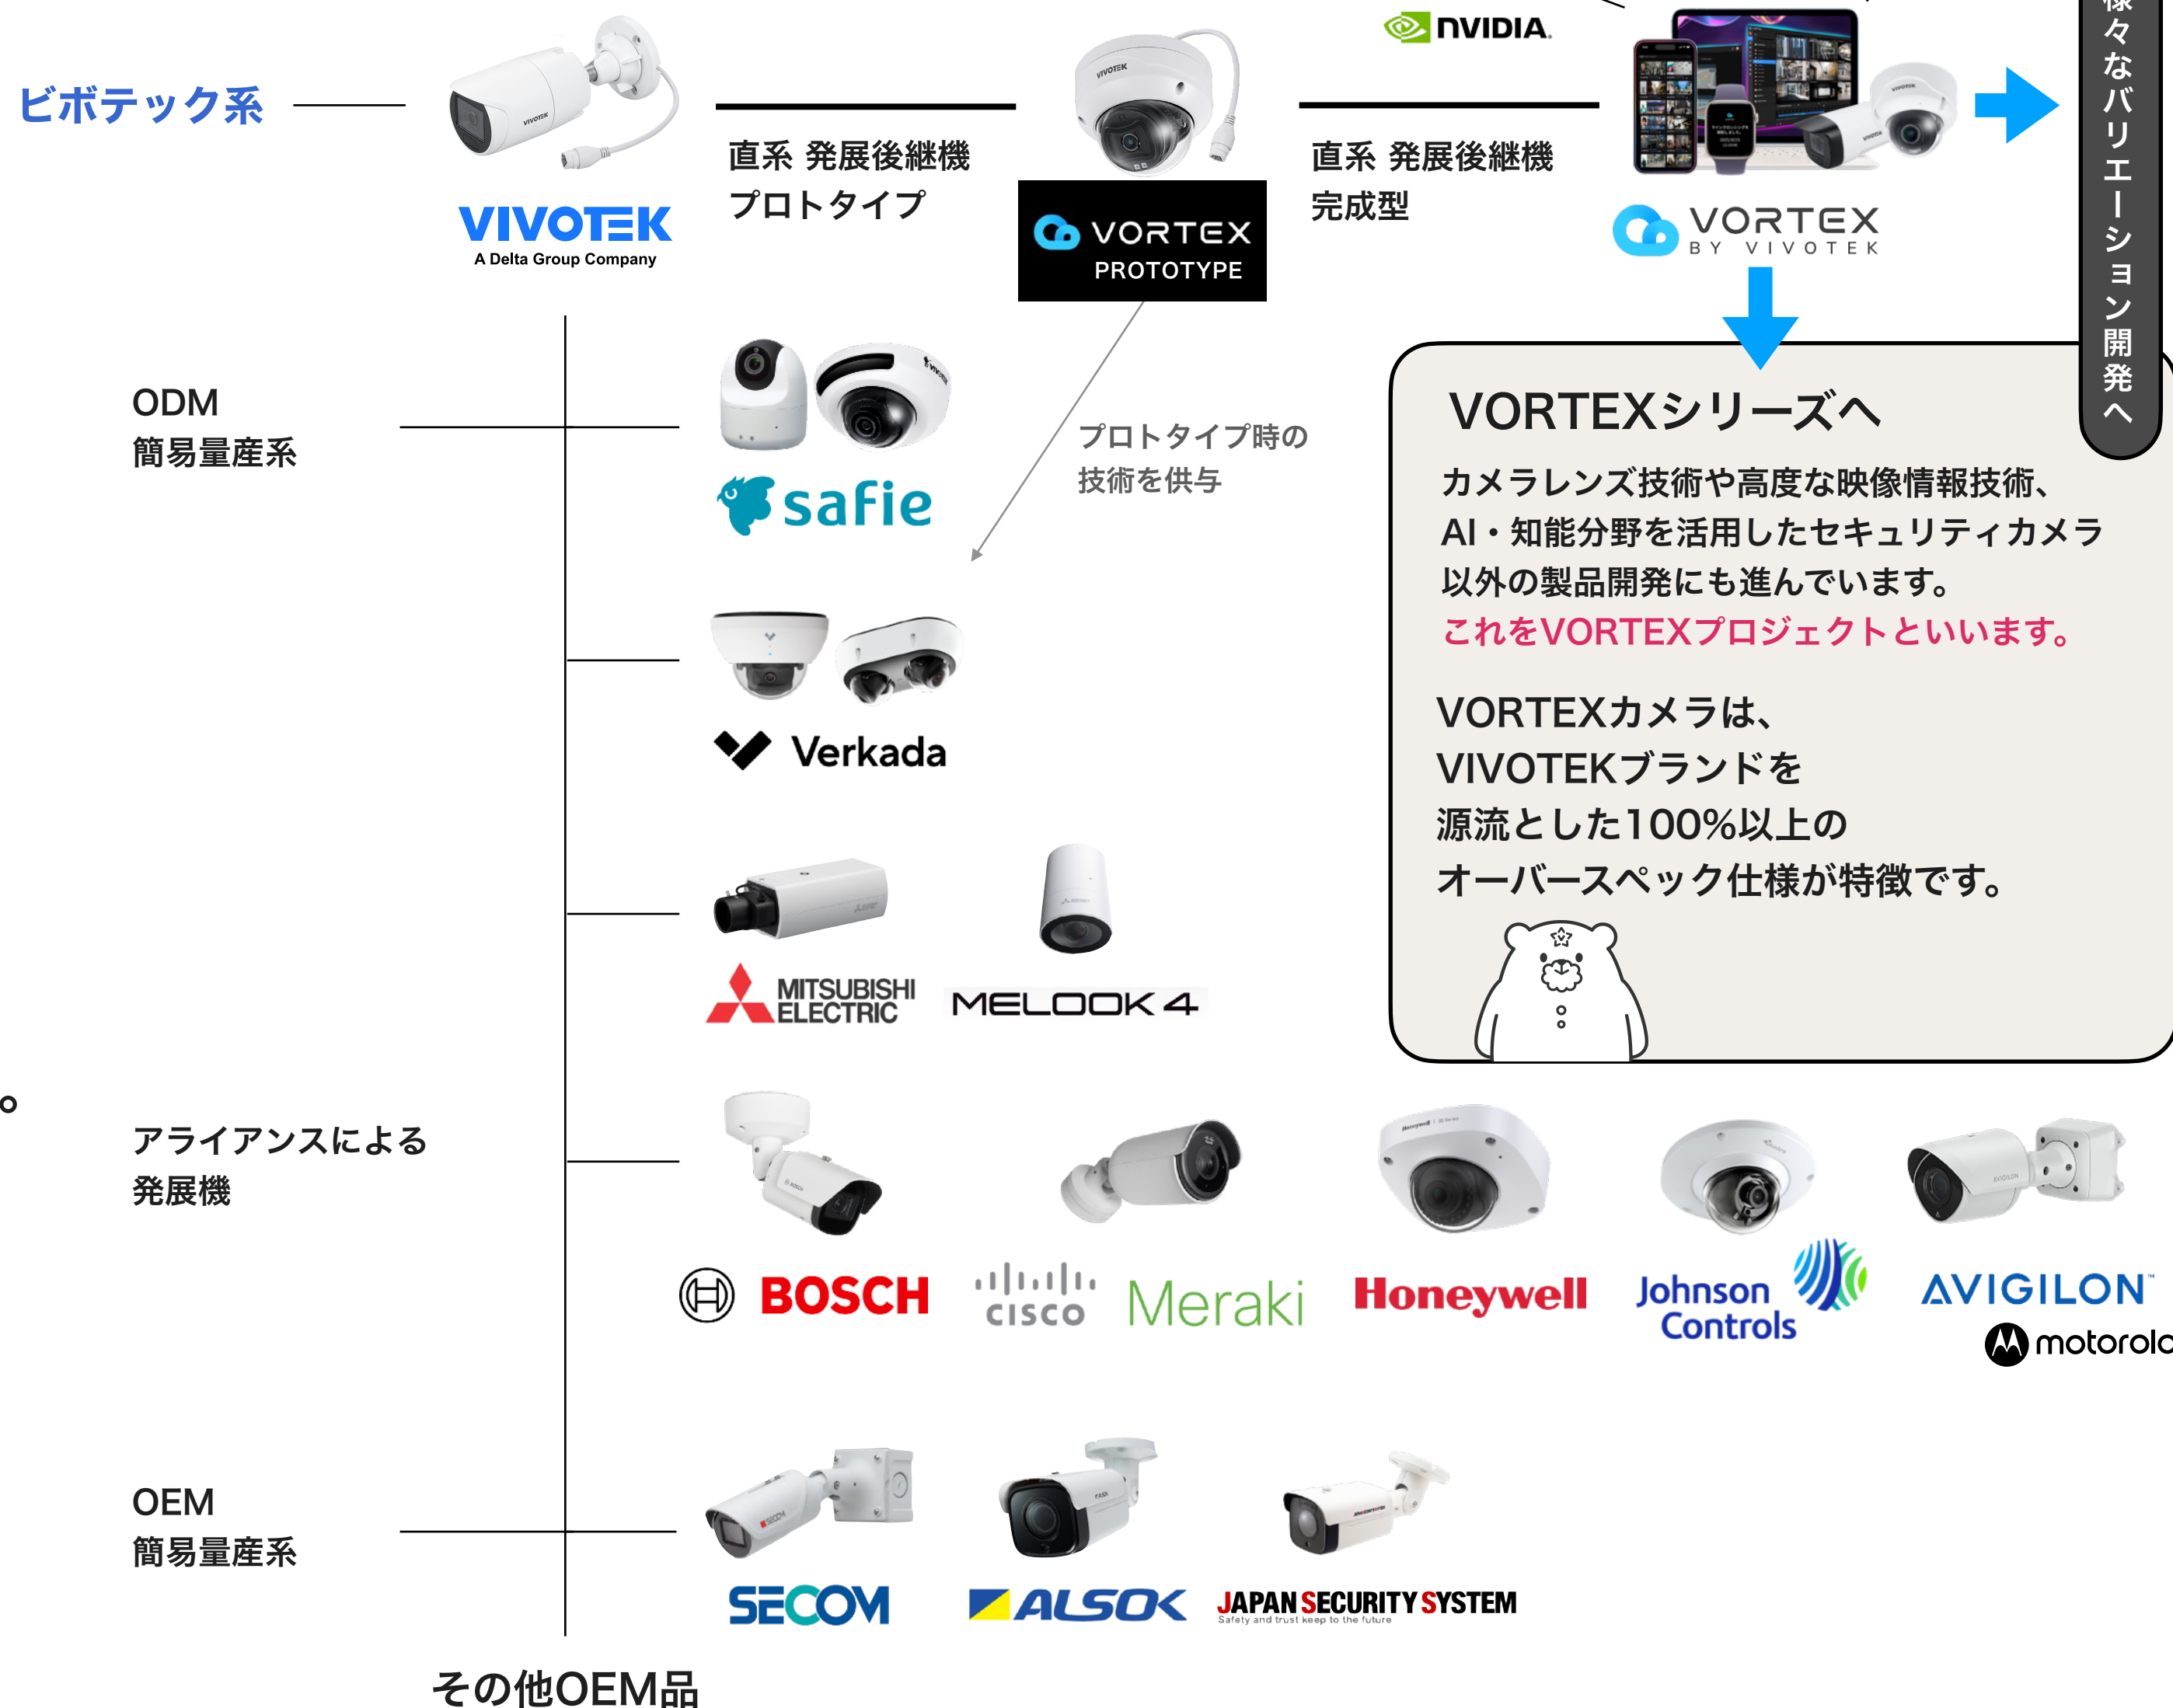 ビボテック系
VIVOTEK
VIVOTEK
A Delta Group Company
直系 発展後継機
プロトタイプ
VIVOTEK
VORTEX
PROTOTYPE
NVIDIA.
直系 発展後継機
完成型
VIVOTEK
VORTEX
BY VIVOTEK
様々なバリエーション開発へ
ODM
簡易量産系
VIVOTEK
safie
プロトタイプ時の
技術を供与
Verkada
MITSUBISHI
ELECTRIC
MELOOK 4
VORTEXシリーズへ
カメラレンズ技術や高度な映像情報技術、
AI・知能分野を活用したセキュリティカメラ
以外の製品開発にも進んでいます。
これをVORTEXプロジェクトといいます。
VORTEXカメラは、
VIVOTEKブランドを
源流とした100%以上の
オーバースペック仕様が特徴です。
。
アライアンスによる
発展機
BOSCH
BOSCH
CISCO
Meraki
Honeywell
Honeywell
Johnson
Controls
AVIGILON
AVIGILON™
motorola
OEM
簡易量産系
SECOM
SECOM
ALSOK
JAPAN SECURITY SYSTEM
Safety and trust keep to the future
その他OEM品